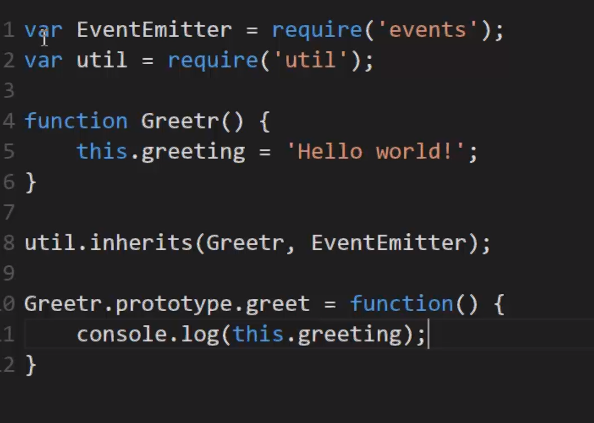 1 var EventEmitter = require('events');
2 var util = require('util');
3
4 function Greetr() {
5     this.greeting = 'Hello world!';
6 }
7
8 util.inherits(Greetr, EventEmitter);
9
0 Greetr.prototype.greet = function() {
1     console.log(this.greeting);
2 }